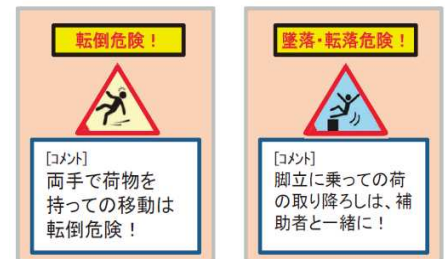 転倒危険！
[コメント]
両手で荷物を
持っての移動は
転倒危険！
墜落・転落危険！
[コメント]
脚立に乗っての荷
の取り降ろしは、補
助者と一緒に！